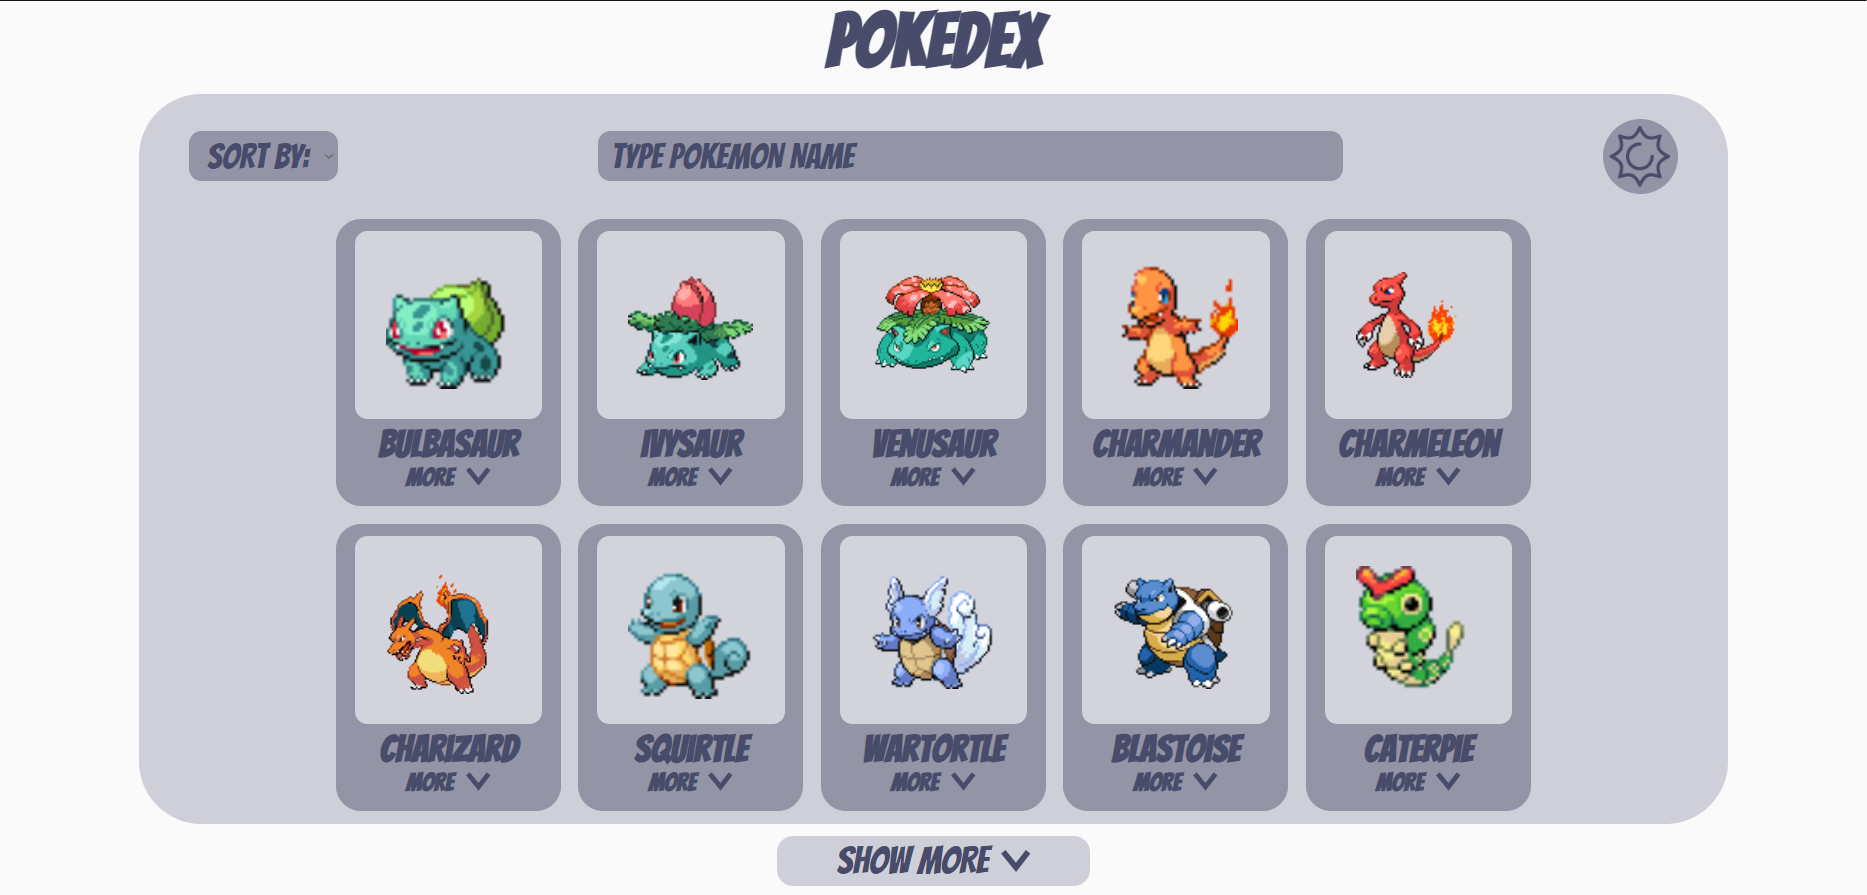 POKEDEX
SORT BY:
TYPE POKEMON NAME
BULBASAUR
MORE
IVYSAUR
MORE
VENUSAUR
MORE
CHARMANDER
MORE
CHARMELEON
MORE
CHARIZARD
MORE
SQUIRTLE
MORE
WARTORTLE
MORE
BLASTOISE
MORE
CATERPIE
MORE
SHOW MORE